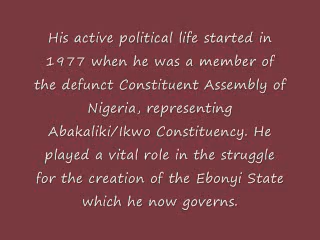 His active political life started in
1977 when he was a member of
the defunct Constituent Assembly of
Nigeria, representing
Abakaliki/Ikwo Constituency. He
played a vital role in the struggle
for the creation of the Ebonyi State
which he now governs.